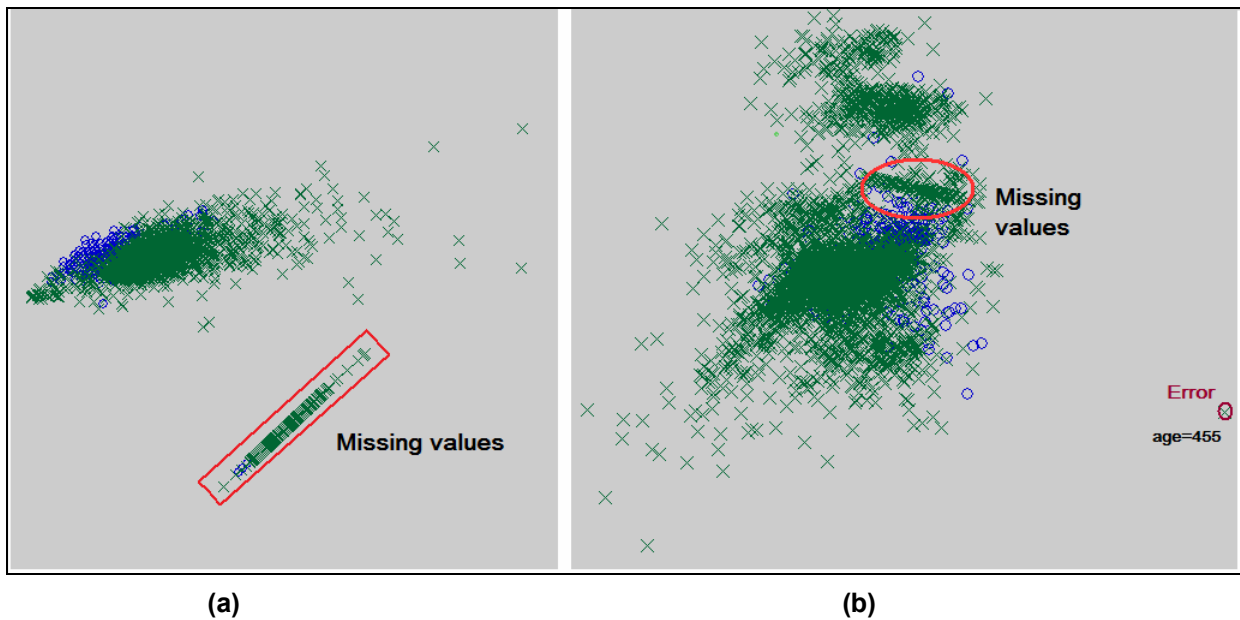 Missing values
Missing
values
Error
age=455
(a)
(b)